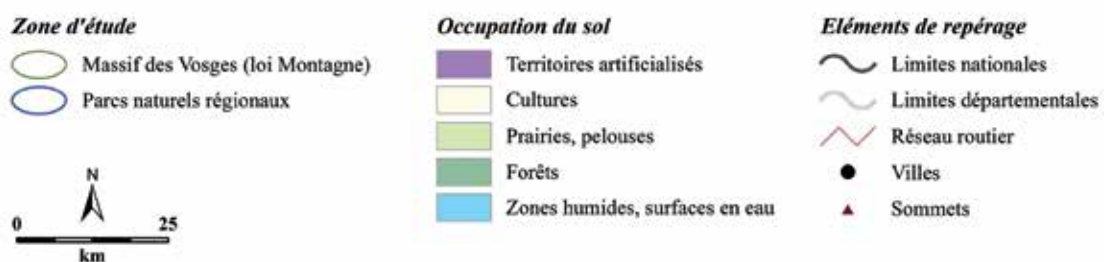 Zone d'étude
Massif des Vosges (loi Montagne)
Parcs naturels régionaux
N
0 25
km
Occupation du sol
Territoires artificialisés
Cultures
Prairies, pelouses
Forêts
Zones humides, surfaces en eau
Eléments de repérage
Limites nationales
Limites départementales
Réseau routier
Villes
Sommets